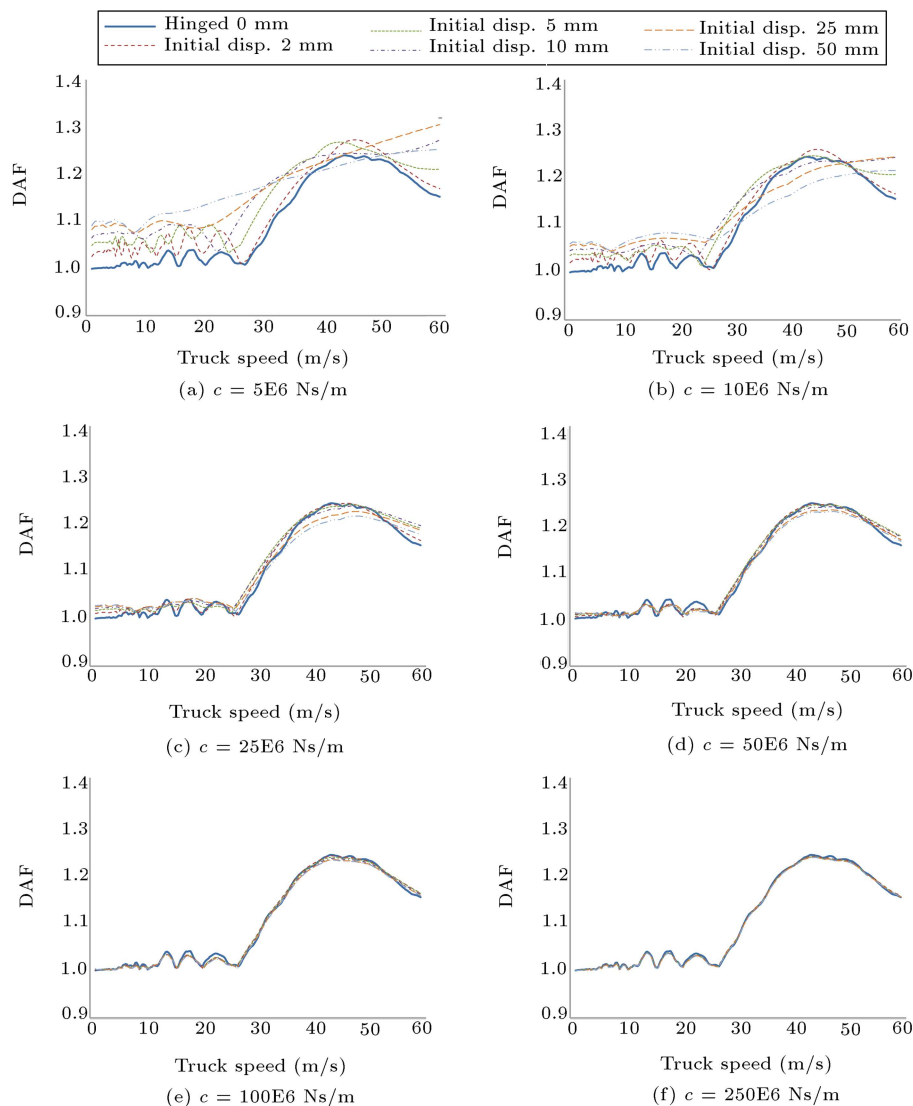 Hinged 0 mm
Initial disp. 5 mm
Initial disp. 25 mm
Initial disp. 2 mm
Initial disp. 10 mm
Initial disp. 50 mm
1.4
1.3
1.2
1.1
1.0
0.9
DAF
0 10 20 30 40 50 60
Truck speed (m/s)
(a) c = 5E6 Ns/m
1.4
1.3
1.2
1.1
1.0
0.9
DAF
0 10 20 30 40 50 60
Truck speed (m/s)
(b) c = 10E6 Ns/m
1.4
1.3
1.2
1.1
1.0
0.9
DAF
0 10 20 30 40 50 60
Truck speed (m/s)
(c) c = 25E6 Ns/m
1.4
1.3
1.2
1.1
1.0
0.9
DAF
0 10 20 30 40 50 60
Truck speed (m/s)
(d) c = 50E6 Ns/m
1.4
1.3
1.2
1.1
1.0
0.9
DAF
0 10 20 30 40 50 60
Truck speed (m/s)
(e) c = 100E6 Ns/m
1.4
1.3
1.2
1.1
1.0
0.9
DAF
0 10 20 30 40 50 60
Truck speed (m/s)
(f) c = 250E6 Ns/m